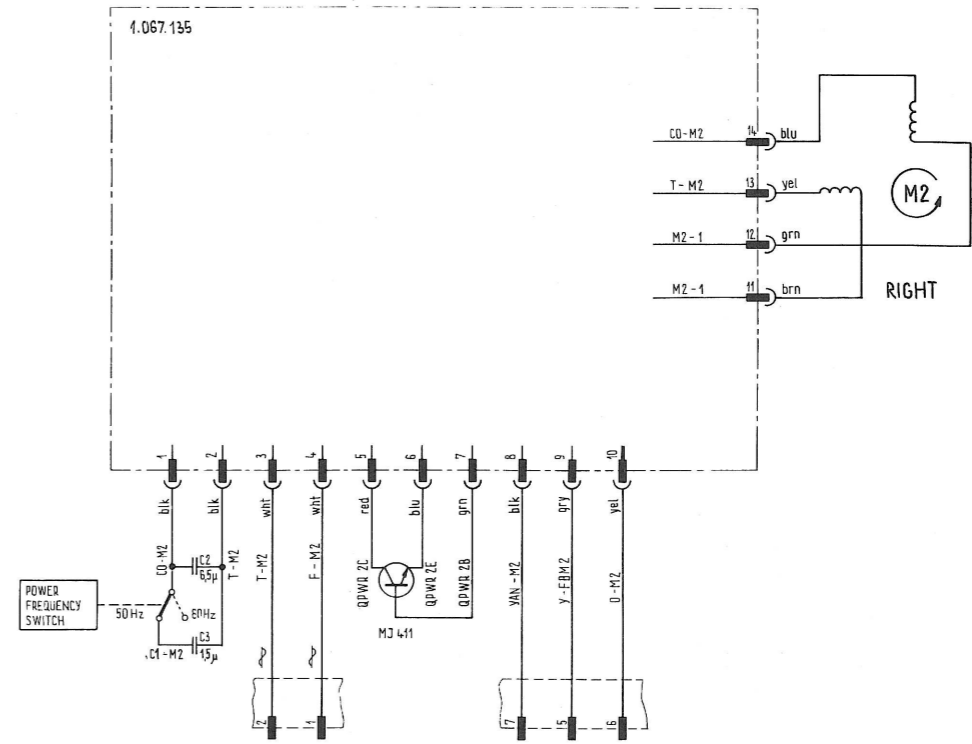 1.067.135
CO-M2 14 blu
T-M2 13 yel
M2
M2-1 12 grn
M2-1 11 brn
RIGHT
1 2 3 4 5 6 7 8 9 10
blk blk wht wht red blu grn blk gry yel
CO-M2
T-M2
T-M2
F-M2
QPWR 2C
QPWR 2E
QPWR 2B
YAN-M2
Y-FBM2
O-M2
C2
6,5μ
POWER
FREQUENCY
SWITCH
50Hz
60Hz
C3
1,5μ
C1-M2
MJ 411
2 1 7 5 6